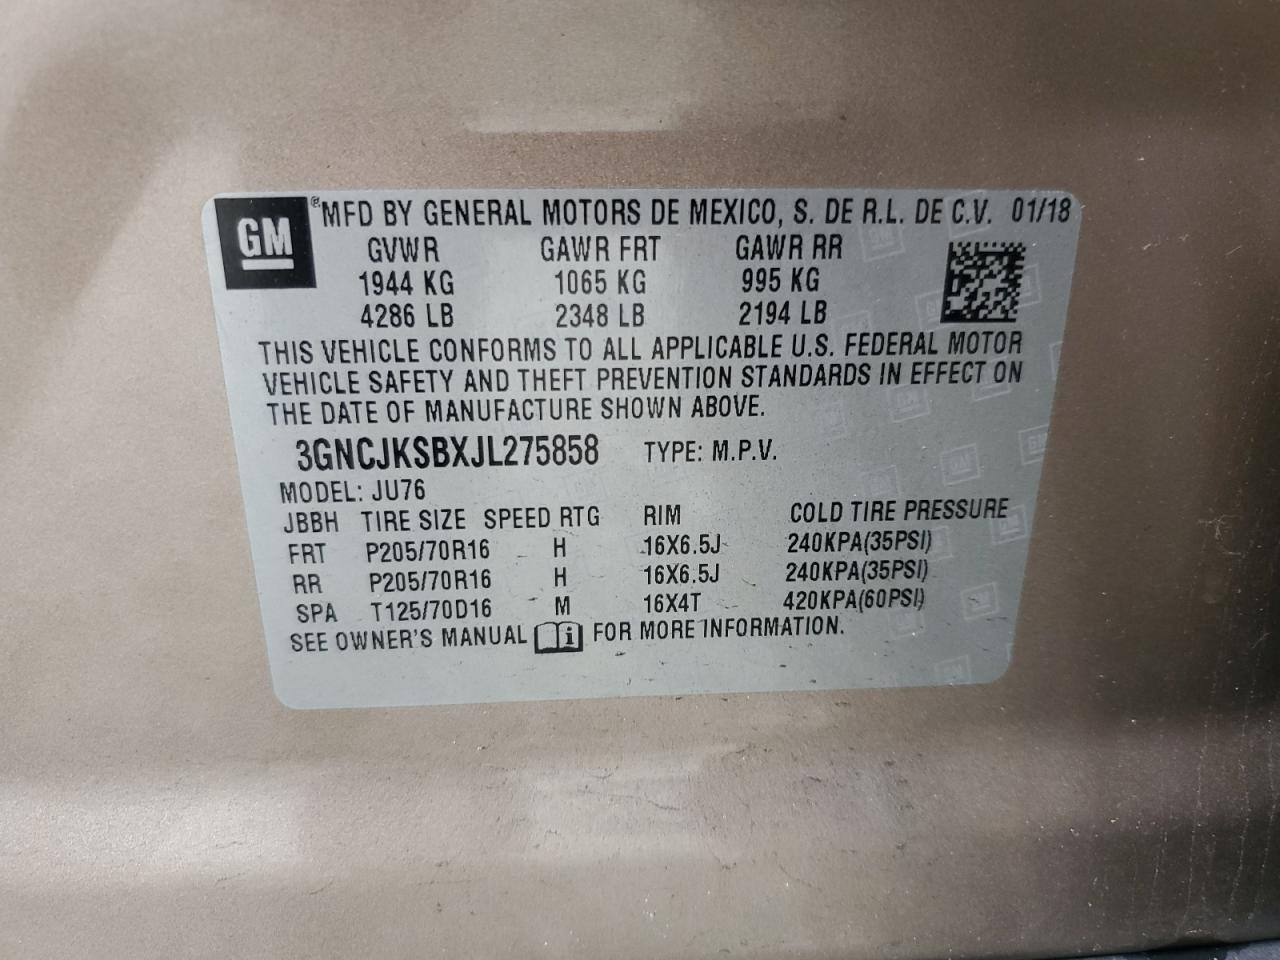 GM ® MFD BY GENERAL MOTORS DE MEXICO, S. DE R.L. DE C.V. 01/18
GVWR GAWR FRT GAWR RR
1944 KG 1065 KG 995 KG
4286 LB 2348 LB 2194 LB
THIS VEHICLE CONFORMS TO ALL APPLICABLE U.S. FEDERAL MOTOR
VEHICLE SAFETY AND THEFT PREVENTION STANDARDS IN EFFECT ON
THE DATE OF MANUFACTURE SHOWN ABOVE.
3GNCJKSBXJL275858 TYPE: M.P.V.
MODEL: JU76
JBBH TIRE SIZE SPEED RTG RIM COLD TIRE PRESSURE
FRT P205/70R16 H 16X6.5J 240KPA(35PSI)
RR P205/70R16 H 16X6.5J 240KPA(35PSI)
SPA T125/70D16 M 16X4T 420KPA(60PSI)
SEE OWNER'S MANUAL i FOR MORE INFORMATION.